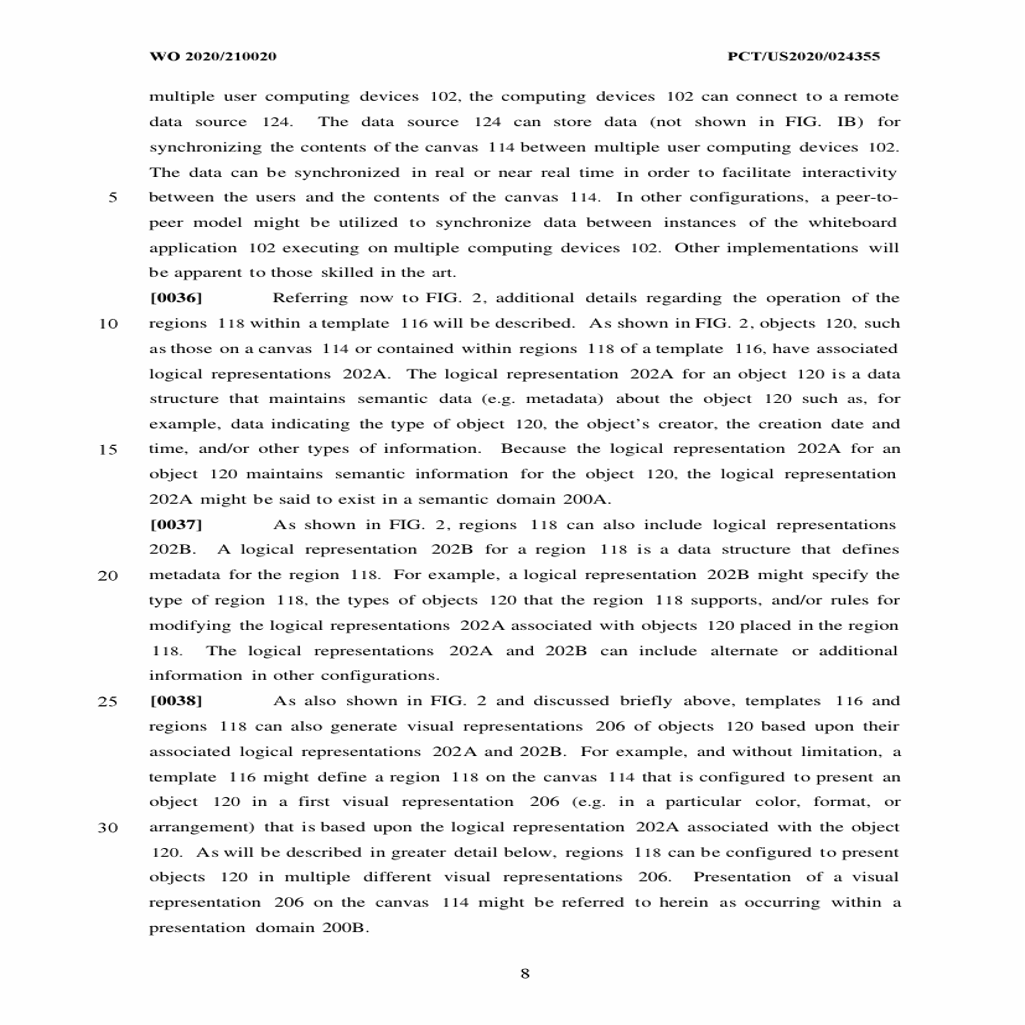 WO 2020/210020 PCT/US2020/024355
multiple user computing devices 102, the computing devices 102 can connect to a remote
data source 124. The data source 124 can store data (not shown in FIG. IB) for
synchronizing the contents of the canvas 114 between multiple user computing devices 102.
The data can be synchronized in real or near real time in order to facilitate interactivity
5 between the users and the contents of the canvas 114. In other configurations, a peer-to-
peer model might be utilized to synchronize data between instances of the whiteboard
application 102 executing on multiple computing devices 102. Other implementations will
be apparent to those skilled in the art.
[0036] Referring now to FIG. 2, additional details regarding the operation of the
10 regions 118 within a template 116 will be described. As shown in FIG. 2, objects 120, such
as those on a canvas 114 or contained within regions 118 of a template 116, have associated
logical representations 202A. The logical representation 202A for an object 120 is a data
structure that maintains semantic data (e.g. metadata) about the object 120 such as, for
example, data indicating the type of object 120, the object's creator, the creation date and
15 time, and/or other types of information. Because the logical representation 202A for an
object 120 maintains semantic information for the object 120, the logical representation
202A might be said to exist in a semantic domain 200A.
[0037] As shown in FIG. 2, regions 118 can also include logical representations
202B. A logical representation 202B for a region 118 is a data structure that defines
20 metadata for the region 118. For example, a logical representation 202B might specify the
type of region 118, the types of objects 120 that the region 118 supports, and/or rules for
modifying the logical representations 202A associated with objects 120 placed in the region
118. The logical representations 202A and 202B can include alternate or additional
information in other configurations.
25 [0038] As also shown in FIG. 2 and discussed briefly above, templates 116 and
regions 118 can also generate visual representations 206 of objects 120 based upon their
associated logical representations 202A and 202B. For example, and without limitation, a
template 116 might define a region 118 on the canvas 114 that is configured to present an
object 120 in a first visual representation 206 (e.g. in a particular color, format, or
30 arrangement) that is based upon the logical representation 202A associated with the object
120. As will be described in greater detail below, regions 118 can be configured to present
objects 120 in multiple different visual representations 206. Presentation of a visual
representation 206 on the canvas 114 might be referred to herein as occurring within a
presentation domain 200B.
8